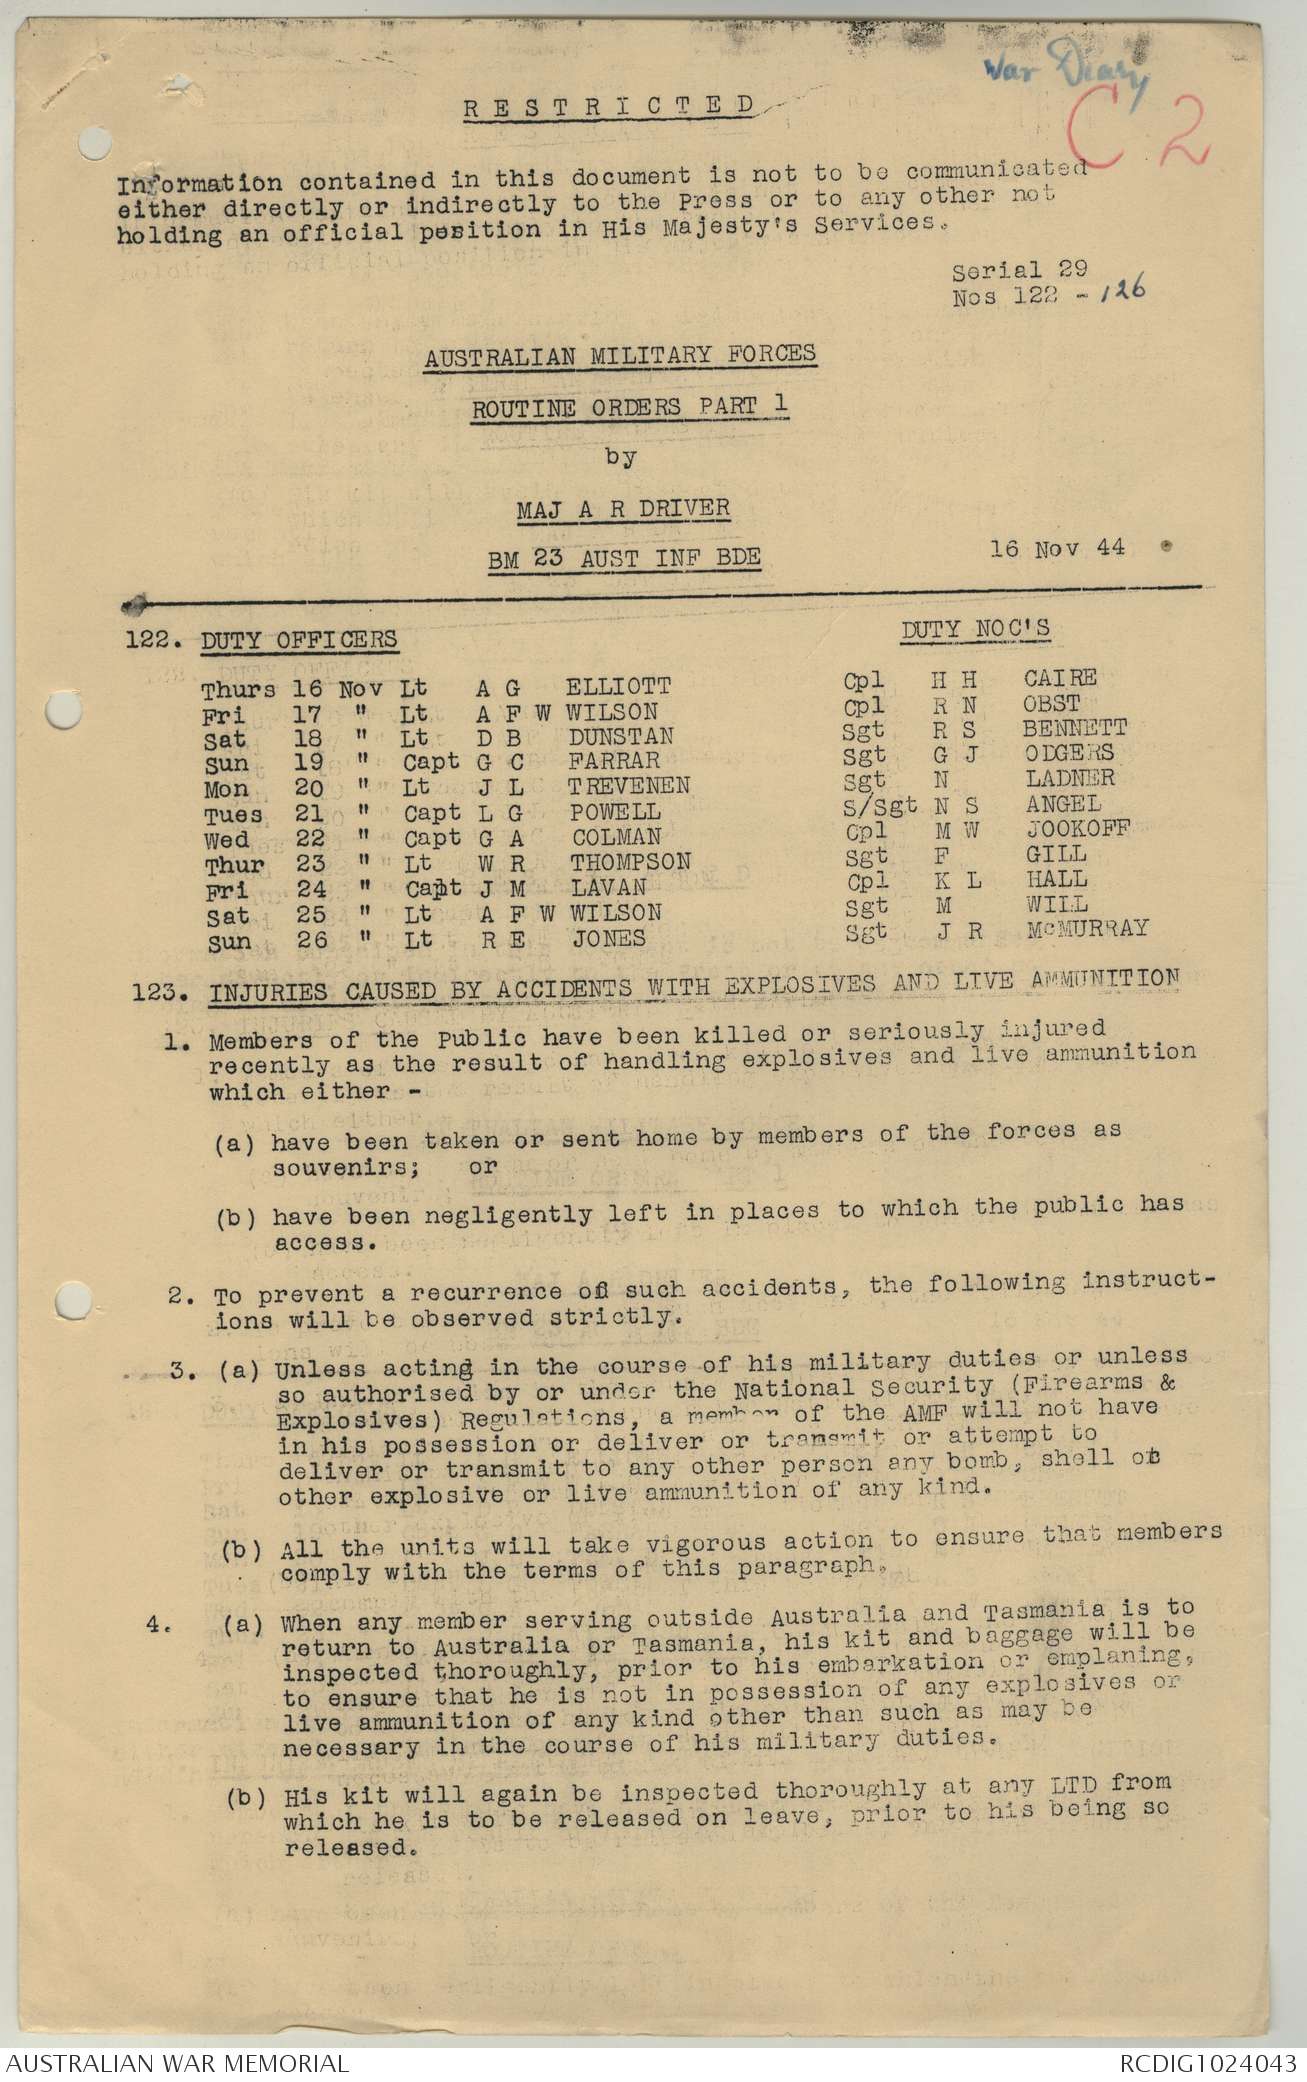 War Diary
C 2
R E S T R I C T E D
Information contained in this document is not to be communicated
either directly or indirectly to the Press or to any other not
holding an official position in His Majesty's Services.
Serial 29
Nos 122 - 126
AUSTRALIAN MILITARY FORCES
ROUTINE ORDERS PART 1
by
MAJ A R DRIVER
BM 23 AUST INF BDE
16 Nov 44
122. DUTY OFFICERS DUTY NOC'S
Thurs 16 Nov Lt A G ELLIOTT Cpl H H CAIRE
Fri 17 " Lt A F W WILSON Cpl R N OBST
Sat 18 " Lt D B DUNSTAN Sgt R S BENNETT
Sun 19 " Capt G C FARRAR Sgt G J ODGERS
Mon 20 " Lt J L TREVENEN Sgt N LADNER
Tues 21 " Capt L G POWELL S/Sgt N S ANGEL
Wed 22 " Capt G A COLMAN Cpl M W JOOKOFF
Thur 23 " Lt W R THOMPSON Sgt F GILL
Fri 24 " Capt J M LAVAN Cpl K L HALL
Sat 25 " Lt A F W WILSON Sgt M WILL
Sun 26 " Lt R E JONES Sgt J R McMURRAY
123. INJURIES CAUSED BY ACCIDENTS WITH EXPLOSIVES AND LIVE AMMUNITION
1. Members of the Public have been killed or seriously injured
recently as the result of handling explosives and live ammunition
which either -
(a) have been taken or sent home by members of the forces as
souvenirs; or
(b) have been negligently left in places to which the public has
access.
2. To prevent a recurrence of such accidents, the following instruct-
ions will be observed strictly.
3. (a) Unless acting in the course of his military duties or unless
so authorised by or under the National Security (Firearms &
Explosives) Regulations, a member of the AMF will not have
in his possession or deliver or transmit or attempt to
deliver or transmit to any other person any bomb, shell or
other explosive or live ammunition of any kind.
(b) All the units will take vigorous action to ensure that members
comply with the terms of this paragraph.
4. (a) When any member serving outside Australia and Tasmania is to
return to Australia or Tasmania, his kit and baggage will be
inspected thoroughly, prior to his embarkation or emplaning,
to ensure that he is not in possession of any explosives or
live ammunition of any kind other than such as may be
necessary in the course of his military duties.
(b) His kit will again be inspected thoroughly at any LTD from
which he is to be released on leave, prior to his being so
released.
AUSTRALIAN WAR MEMORIAL RCDIG1024043